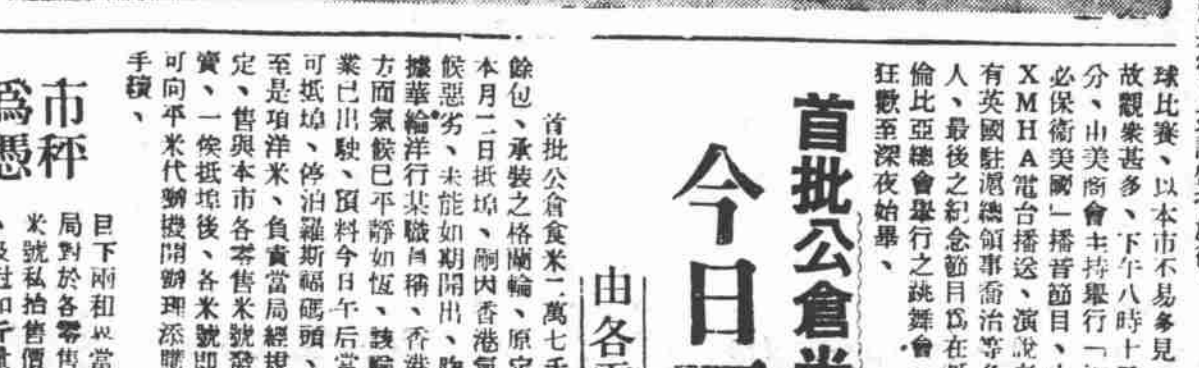 球比賽、以本市不易多見
故觀衆甚多、下午八時十
分、由美商會主持舉行「
必保衛美國」播音節目、
XMHA電台播送、演說者
有英國駐滬總領事喬治等
人、最後之紀念節目爲在
倫比亞總會舉行之跳舞會
狂歡至深夜始畢、
首批公倉米
今日
由各
首批公倉食米二萬七千
餘包、承裝之格蘭輪、原定
本月二日抵埠、嗣因香港氣
候惡劣、未能如期開出、
據華輪洋行某職員稱、香港
方面氣候已平靜如恆、該輪
業已出駛、預料今日午后當
可抵埠、停泊羅斯福碼頭、
至是項洋米、負責當局經規
定、售與本市各零售米號發
賣、一俟抵埠後、各米號即
可向平米代辦機關辦理添購
手續、
市秤
爲憑
目下兩租界當
局對於各零售
米號私抬售價